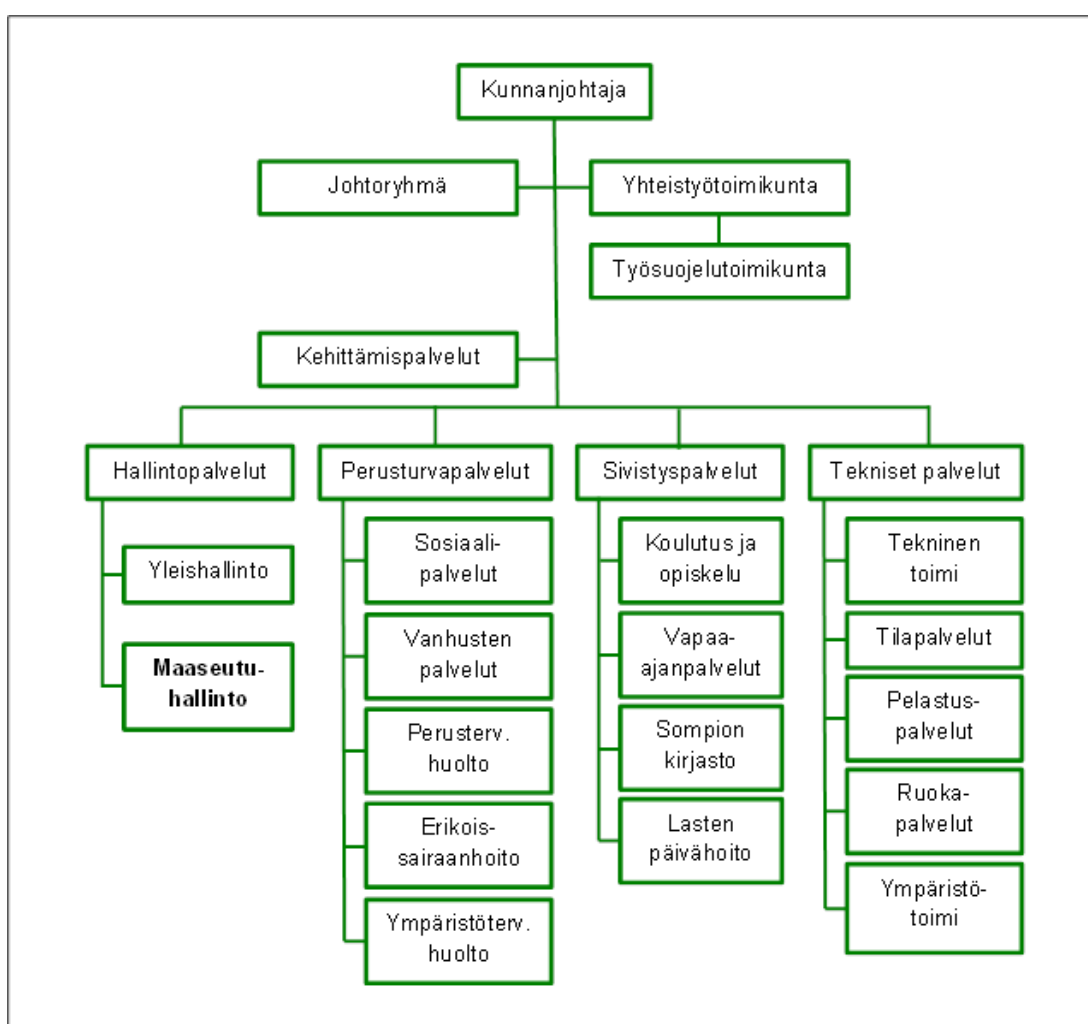 Kunnanjohtaja
Johtoryhmä
Yhteistyötoimikunta
Työsuojelutoimikunta
Kehittämispalvelut
Hallintopalvelut
Yleishallinto
Maaseutu-
hallinto
Perusturvapalvelut
Sosiaali-
palvelut
Vanhusten
palvelut
Perusterv.
huolto
Erikois-
sairaanhoito
Ympäristöterv.
huolto
Sivistyspalvelut
Koulutus ja
opiskelu
Vapaa-
ajanpalvelut
Sompion
kirjasto
Lasten
päivähoito
Tekniset palvelut
Tekninen
toimi
Tilapalvelut
Pelastus-
palvelut
Ruoka-
palvelut
Ympäristö-
toimi